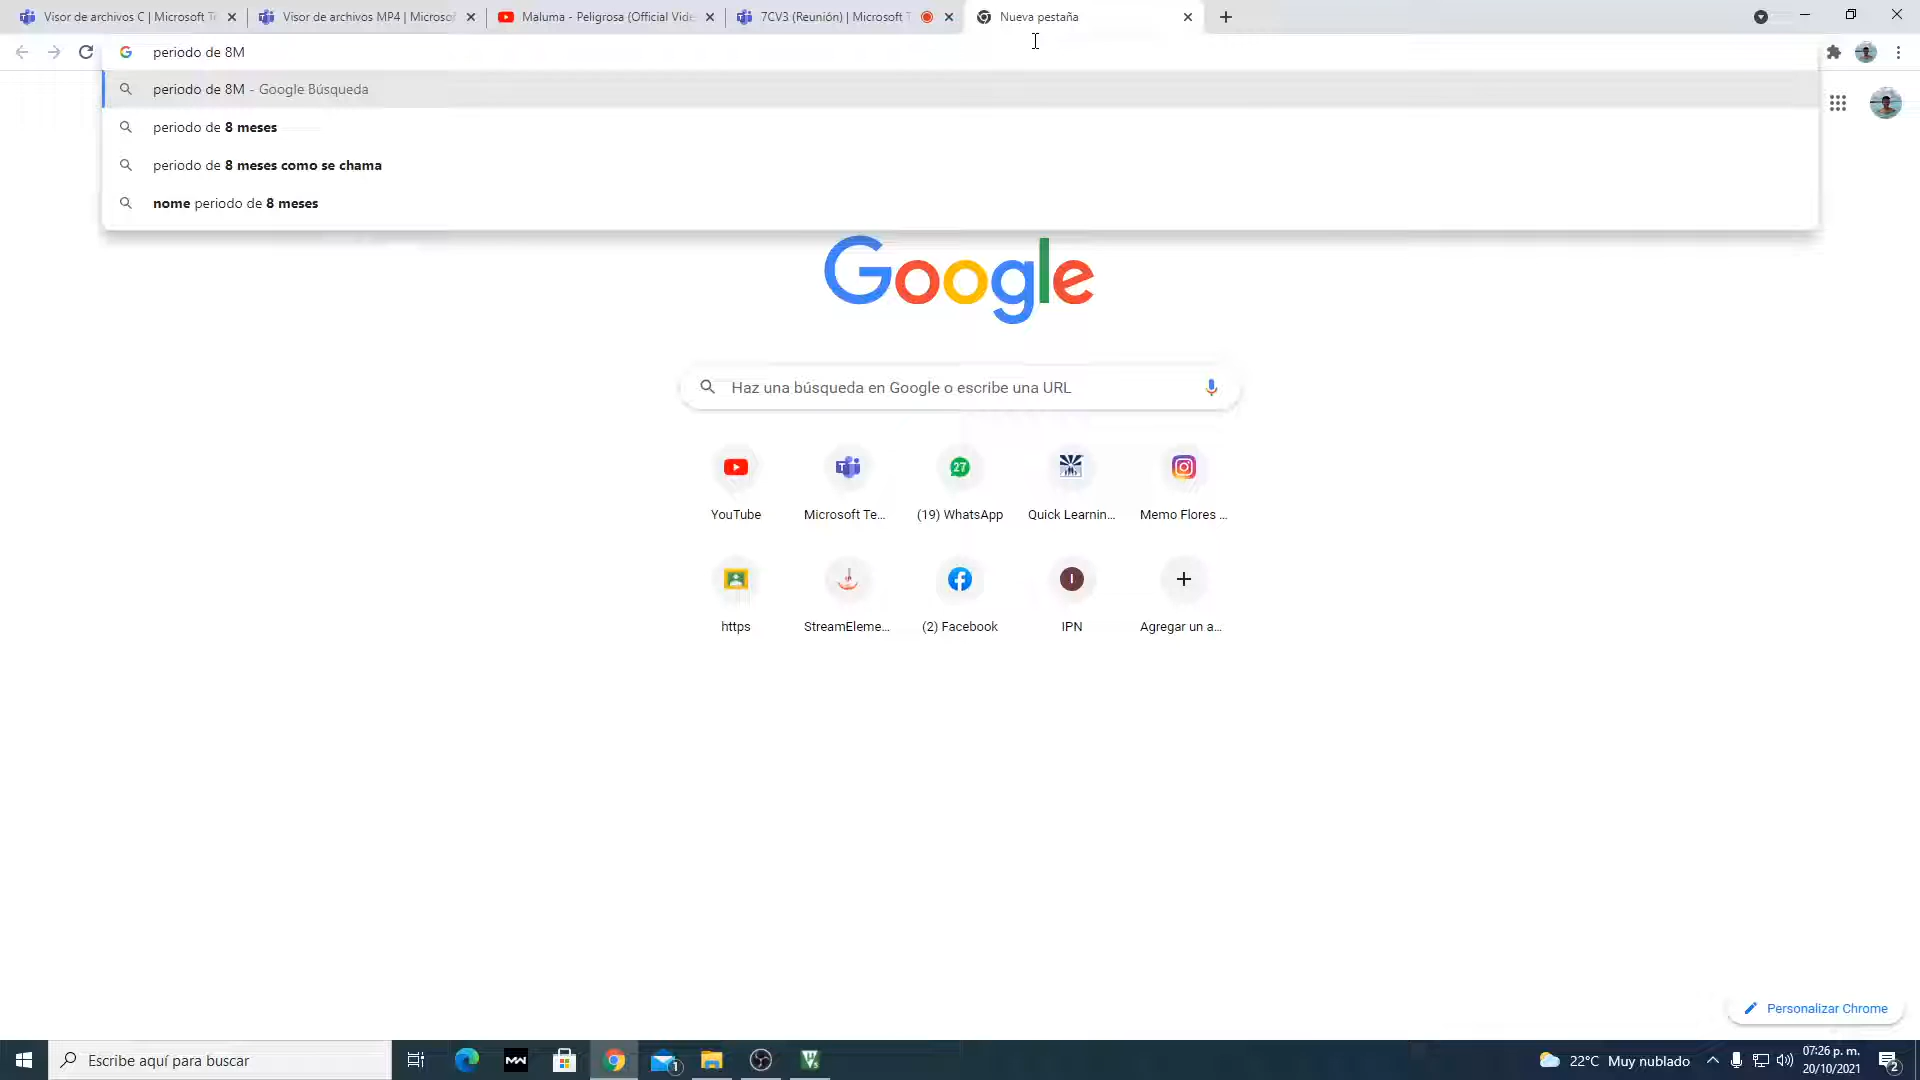 Visor de archivos C | Microsoft T
Visor de archivos MP4 | Microsof
Maluma - Peligrosa (Official Vide
7CV3 (Reunión) | Microsoft T
Nueva pestaña
periodo de 8M
periodo de 8M - Google Búsqueda
periodo de 8 meses
periodo de 8 meses como se chama
nome periodo de 8 meses
Google
Haz una búsqueda en Google o escribe una URL
27
YouTube
Microsoft Te...
(19) WhatsApp
Quick Learnin...
Memo Flores ...
I
https
StreamEleme...
(2) Facebook
IPN
Agregar un a...
Personalizar Chrome
Escribe aquí para buscar
MW
1
22°C Muy nublado
07:26 p. m.
20/10/2021
2